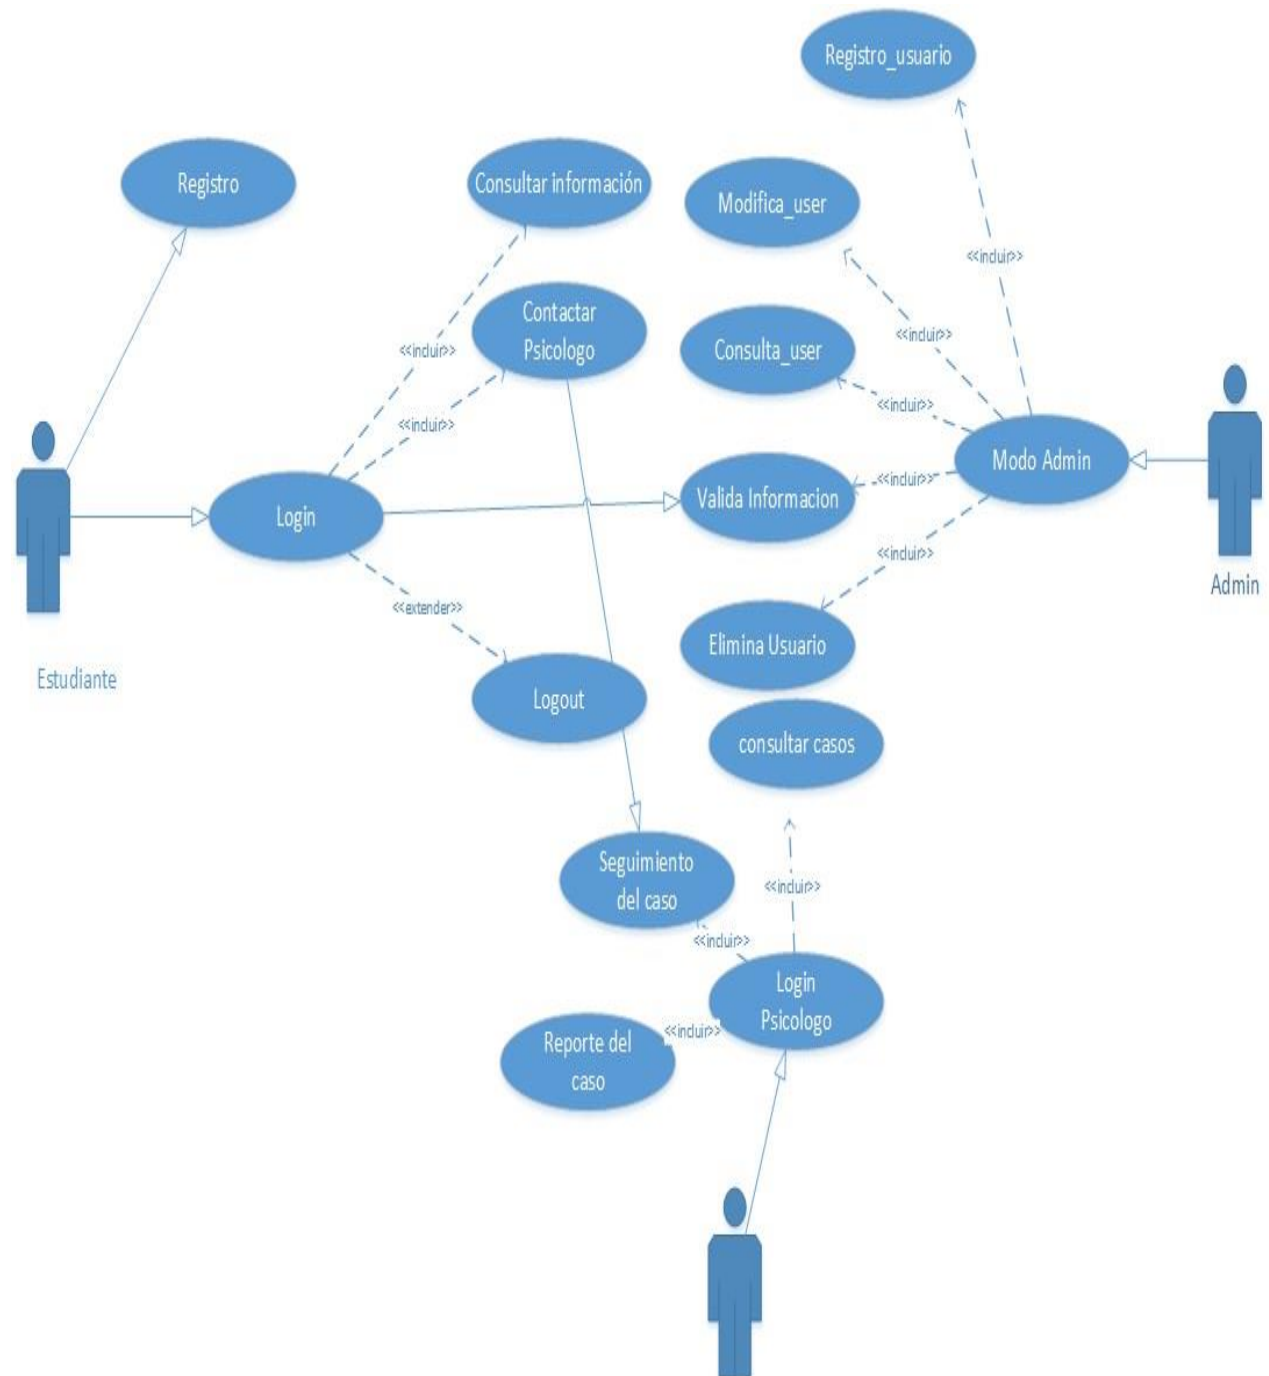 Registro_usuario
Registro
Consultar información
Modifica_user
<<incluir>>
Contactar
Psicologo
<<incluir>>
<<incluir>>
Consulta_user
<<incluir>>
<<incluir>>
Login
Valida Informacion
<<incluir>>
Modo Admin
<<incluir>>
Admin
<<extender>>
Elimina Usuario
Estudiante
Logout
consultar casos
Seguimiento
del caso
<<incluir>>
<<incluir>>
Login
Psicologo
<<incluir>>
Reporte del
caso